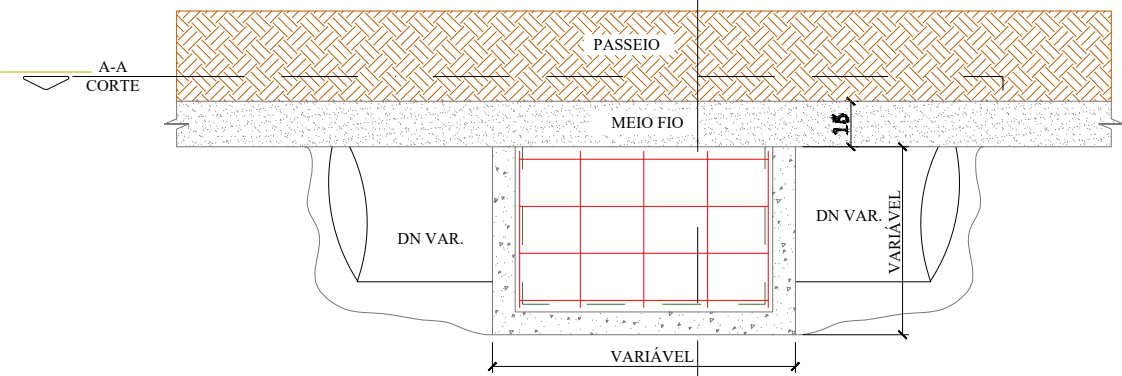 PASSEIO
A-A
CORTE
MEIO FIO
15
DN VAR.
DN VAR.
VARIÁVEL
VARIÁVEL